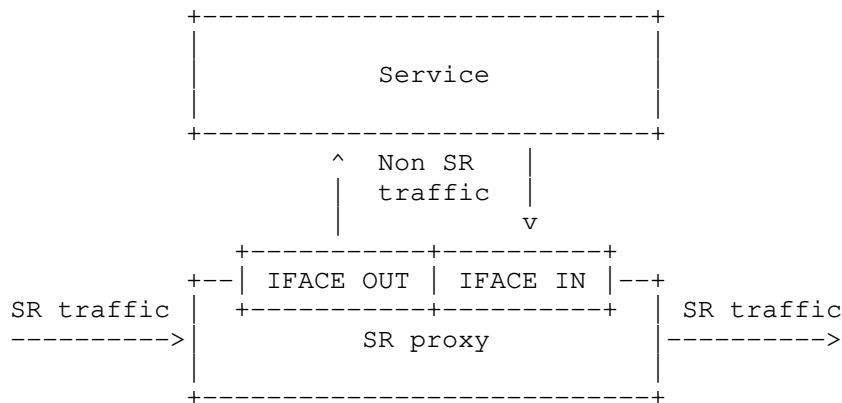 Service
Non SR
traffic
IFACE OUT IFACE IN
SR traffic SR traffic
SR proxy